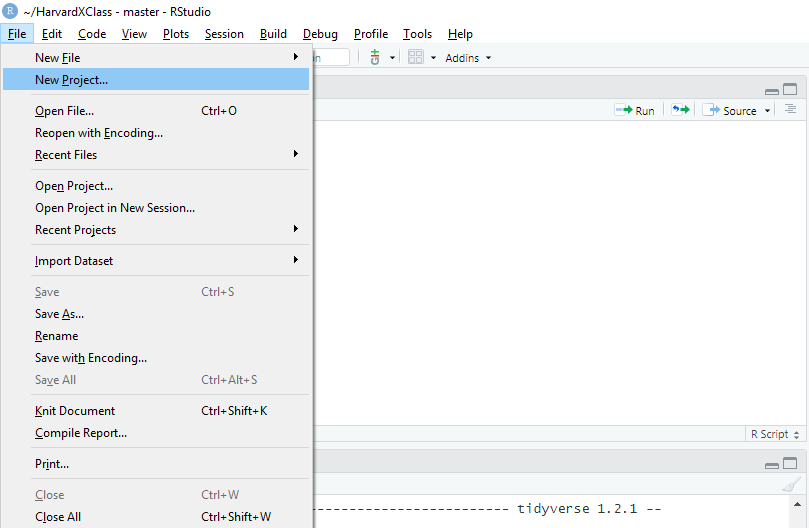 R ~/HarvardXClass - master - RStudio
File Edit Code View Plots Session Build Debug Profile Tools Help
New File
Addins
New Project...
Open File... Ctrl+O
Run Source
Reopen with Encoding...
Recent Files
Open Project...
Open Project in New Session...
Recent Projects
Import Dataset
Save Ctrl+S
Save As...
Rename
Save with Encoding...
Save All Ctrl+Alt+S
Knit Document Ctrl+Shift+K
Compile Report...
R Script
Print...
Close Ctrl+W
Close All Ctrl+Shift+W
------------------------- tidyverse 1.2.1 --